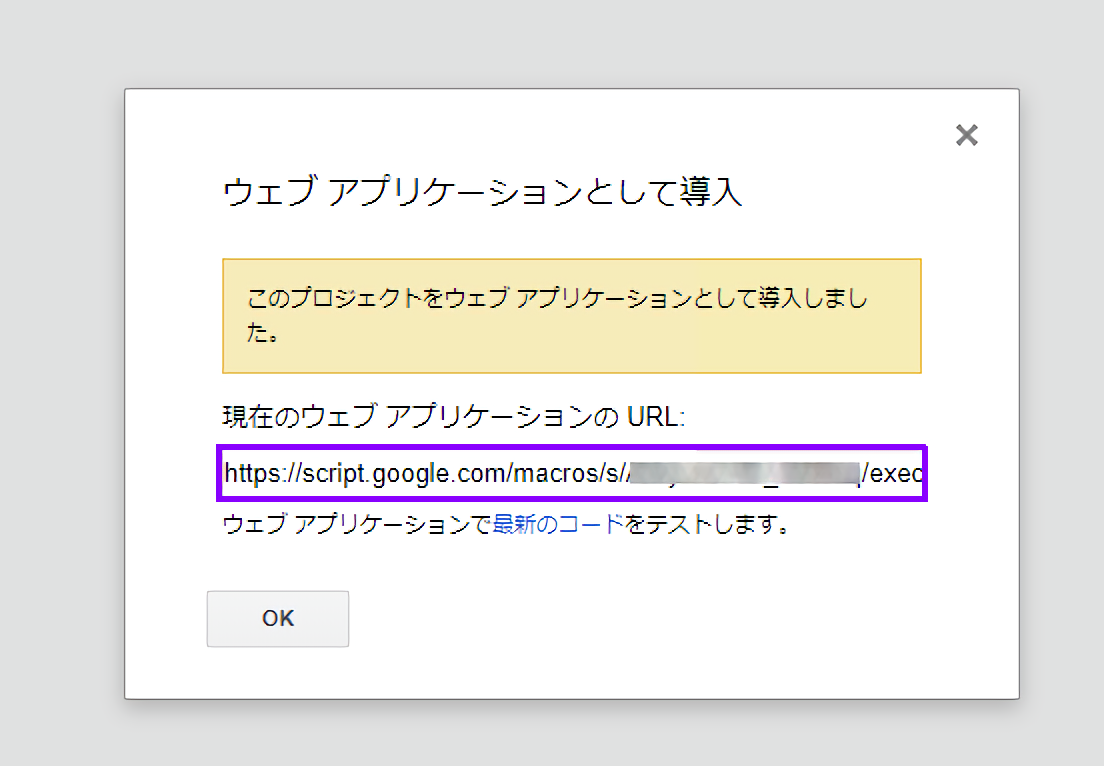 ウェブ アプリケーションとして導入
このプロジェクトをウェブ アプリケーションとして導入しまし
た。
現在のウェブ アプリケーションの URL:
https://script.google.com/macros/s/ /exec
ウェブ アプリケーションで最新のコードをテストします。
OK